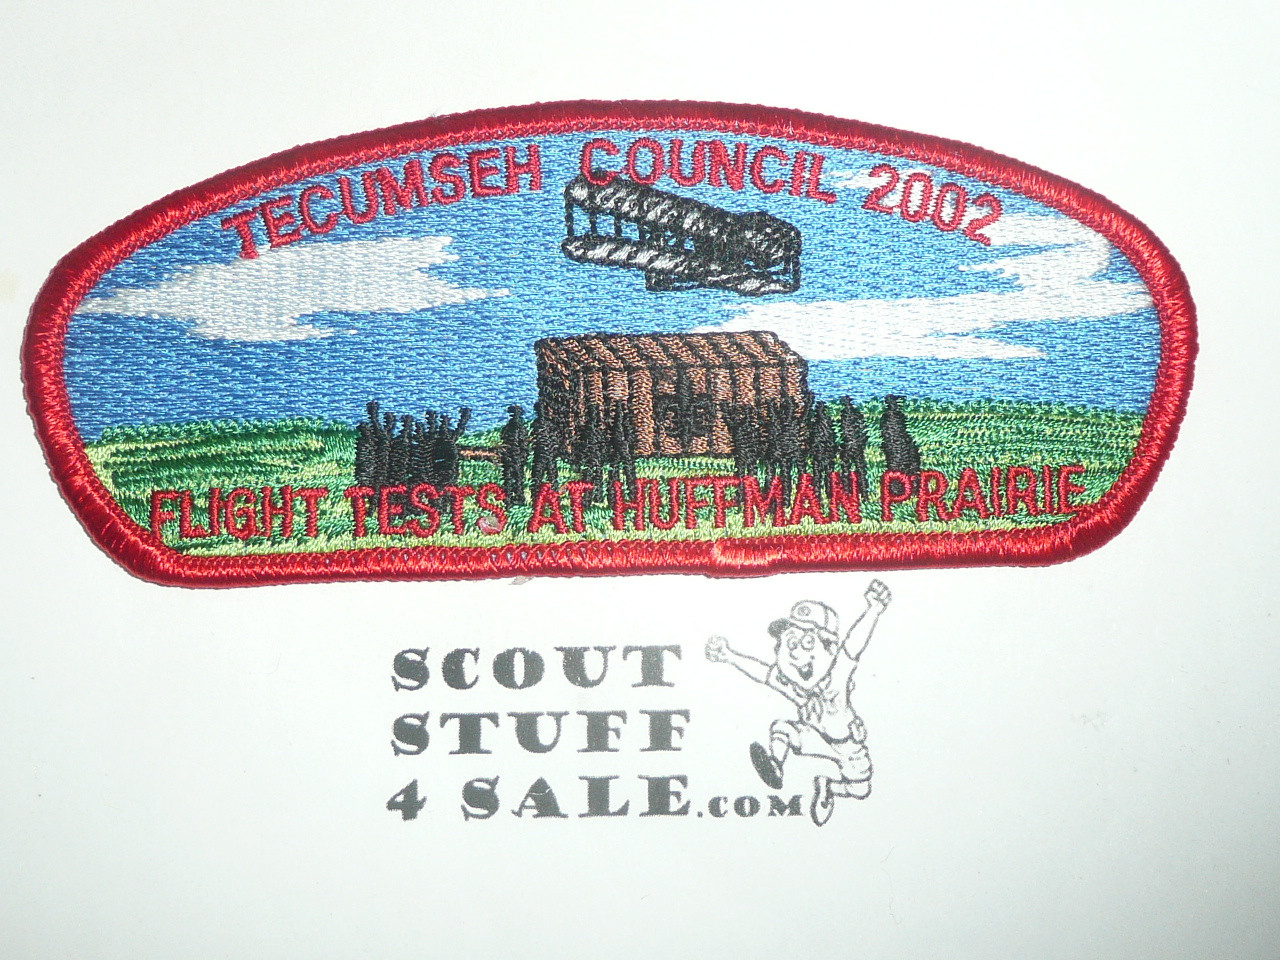 TECUMSEH COUNCIL 2002
FLIGHT TESTS AT HUFFMAN PRAIRIE
SCOUT
STUFF
4 SALE.COM